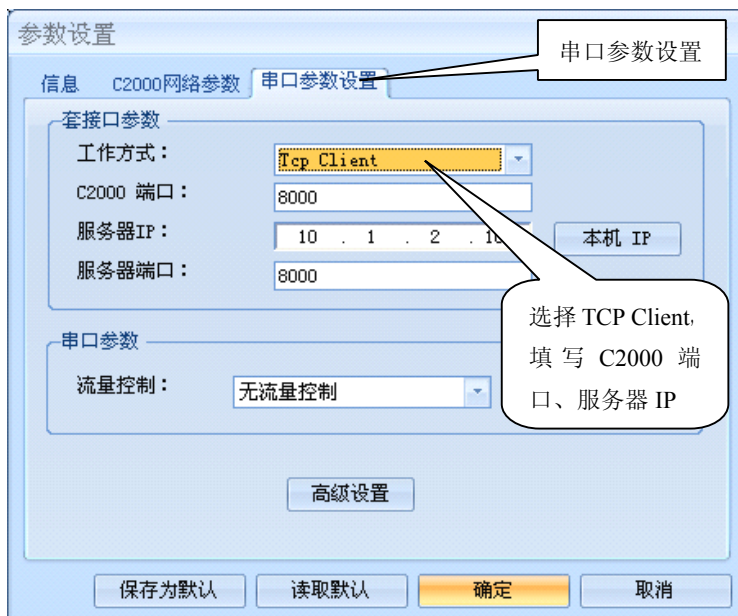 参数设置
串口参数设置
信息 C2000网络参数 串口参数设置
套接口参数
工作方式：
Tcp Client
C2000 端口：
8000
服务器IP：
10 . 1 . 2 .
本机 IP
服务器端口：
8000
选择 TCP Client,
填写 C2000 端
口、服务器 IP
串口参数
流量控制：
无流量控制
高级设置
保存为默认 读取默认 确定 取消